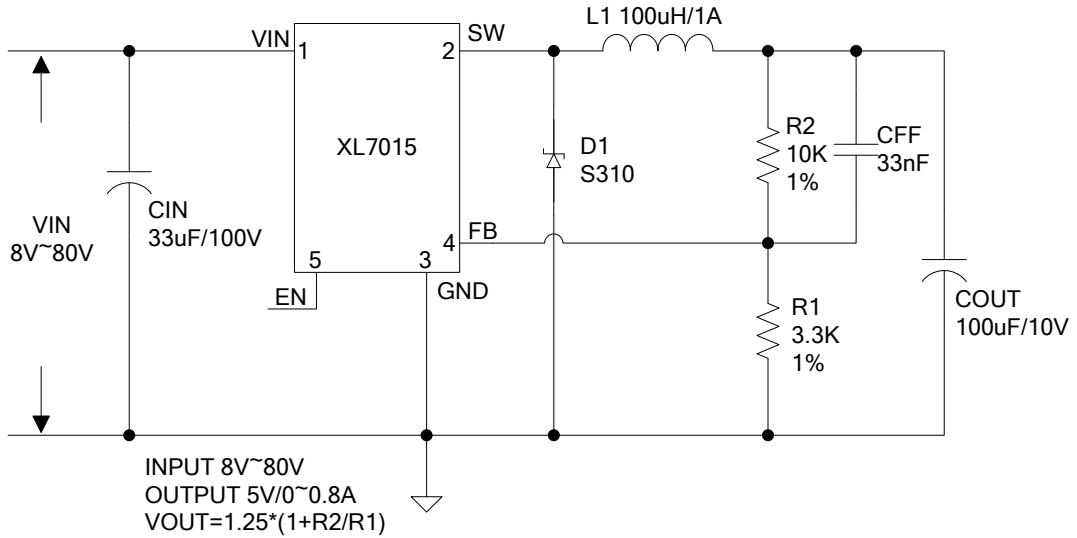 L1 100uH/1A
VIN
1
2
SW
XL7015
D1
S310
R2
10K
1%
CFF
33nF
VIN
8V~80V
CIN
33uF/100V
4
FB
5
3
EN
GND
R1
3.3K
1%
COUT
100uF/10V
INPUT 8V~80V
OUTPUT 5V/0~0.8A
VOUT=1.25*(1+R2/R1)